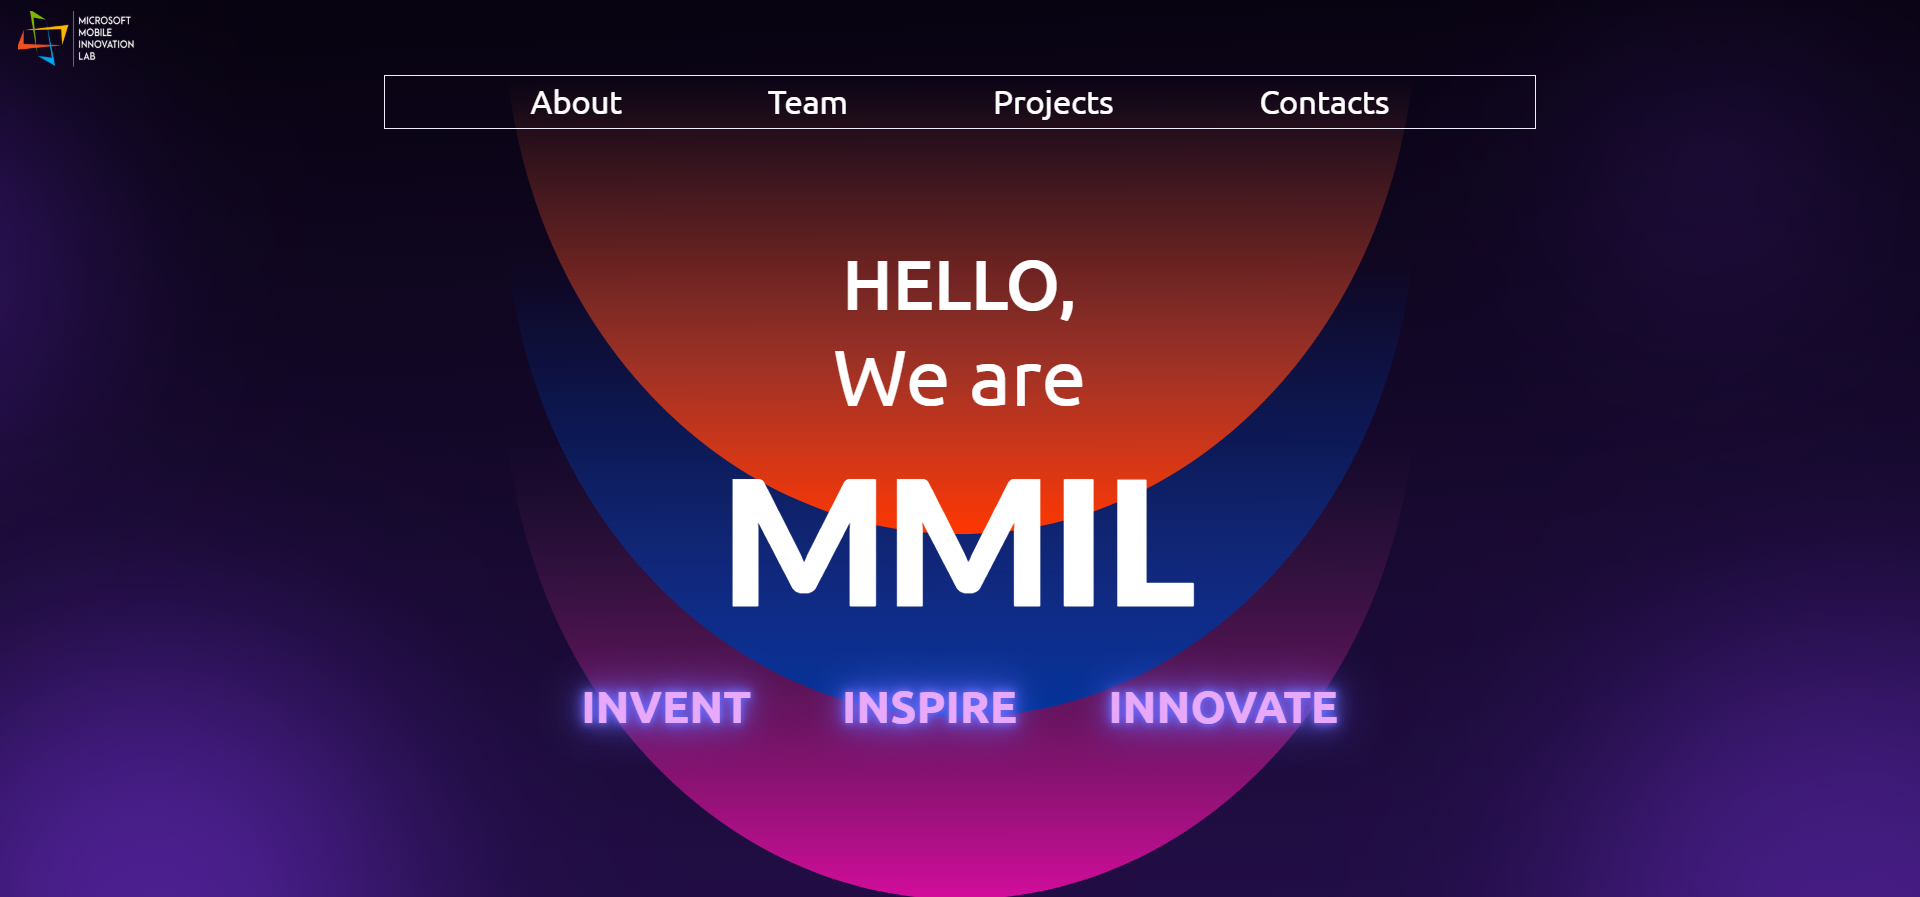 MICROSOFT
MOBILE
INNOVATION
LAB
About Team Projects Contacts
HELLO,
We are
MMIL
INVENT INSPIRE INNOVATE